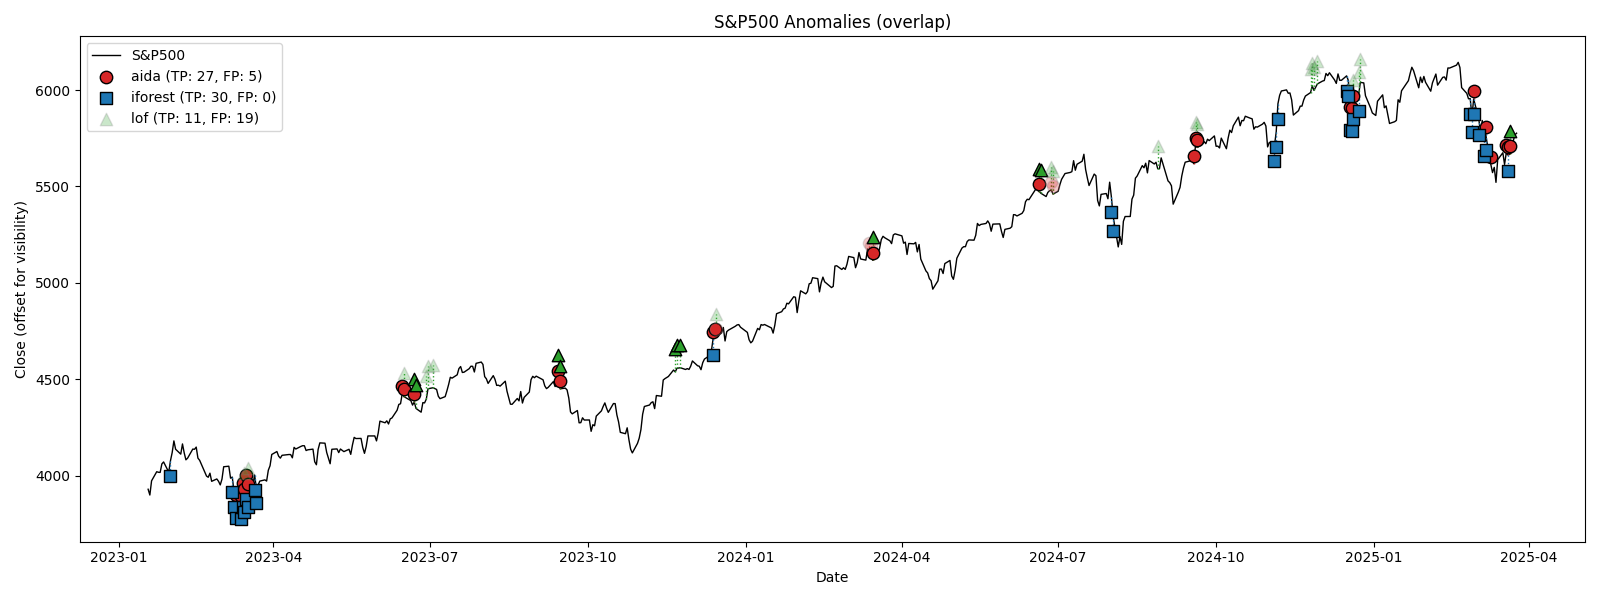 S&P500 Anomalies (overlap)
S&P500
aida (TP: 27, FP: 5)
iforest (TP: 30, FP: 0)
lof (TP: 11, FP: 19)
Close (offset for visibility)
6000
5500
5000
4500
4000
2023-01
2023-04
2023-07
2023-10
2024-01
2024-04
2024-07
2024-10
2025-01
2025-04
Date